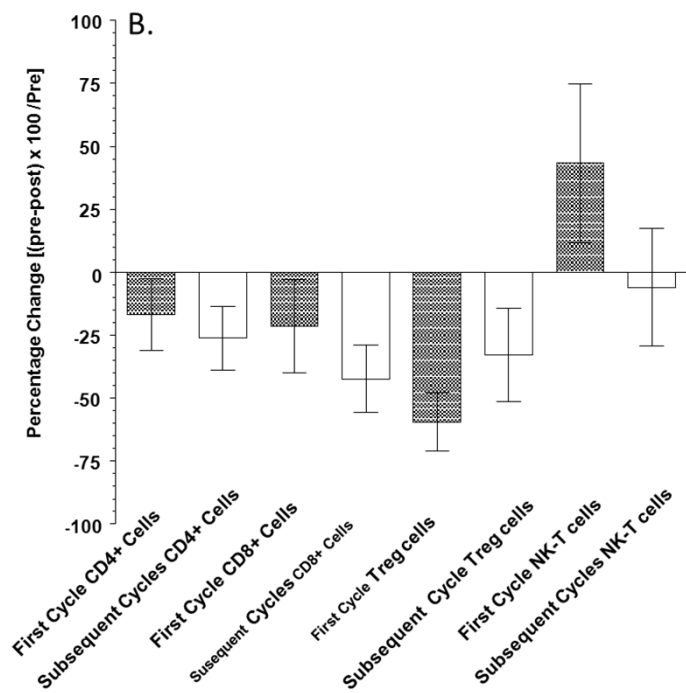 B.
Percentage Change [(pre-post) x 100 /Pre]
100
75
50
25
0
-25
-50
-75
-100
First Cycle CD4+ Cells
Subsequent Cycles CD4+ Cells
First Cycle CD8+ Cells
Susequent Cycles CD8+ Cells
First Cycle Treg cells
Subsequent Cycle Treg cells
First Cycle NK-T cells
Subsequent Cycles NK-T cells